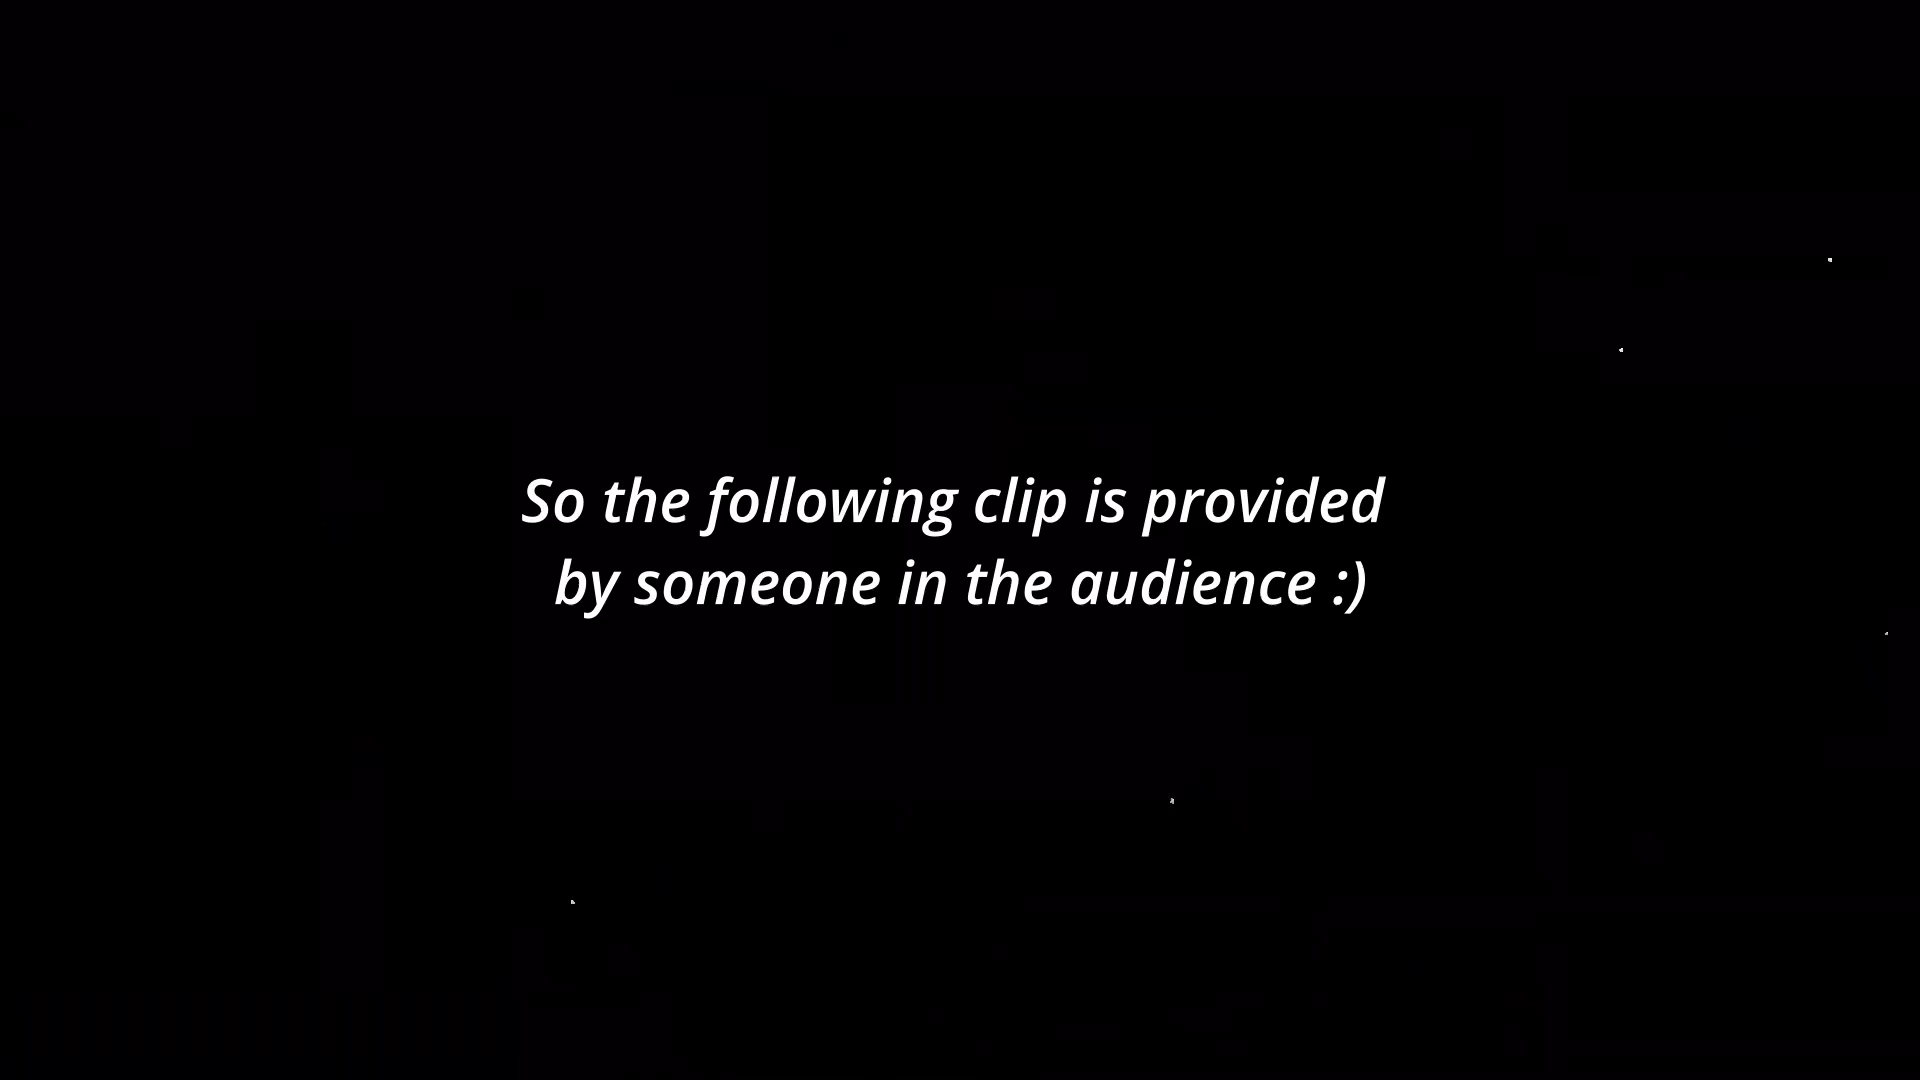 So the following clip is provided
by someone in the audience :)